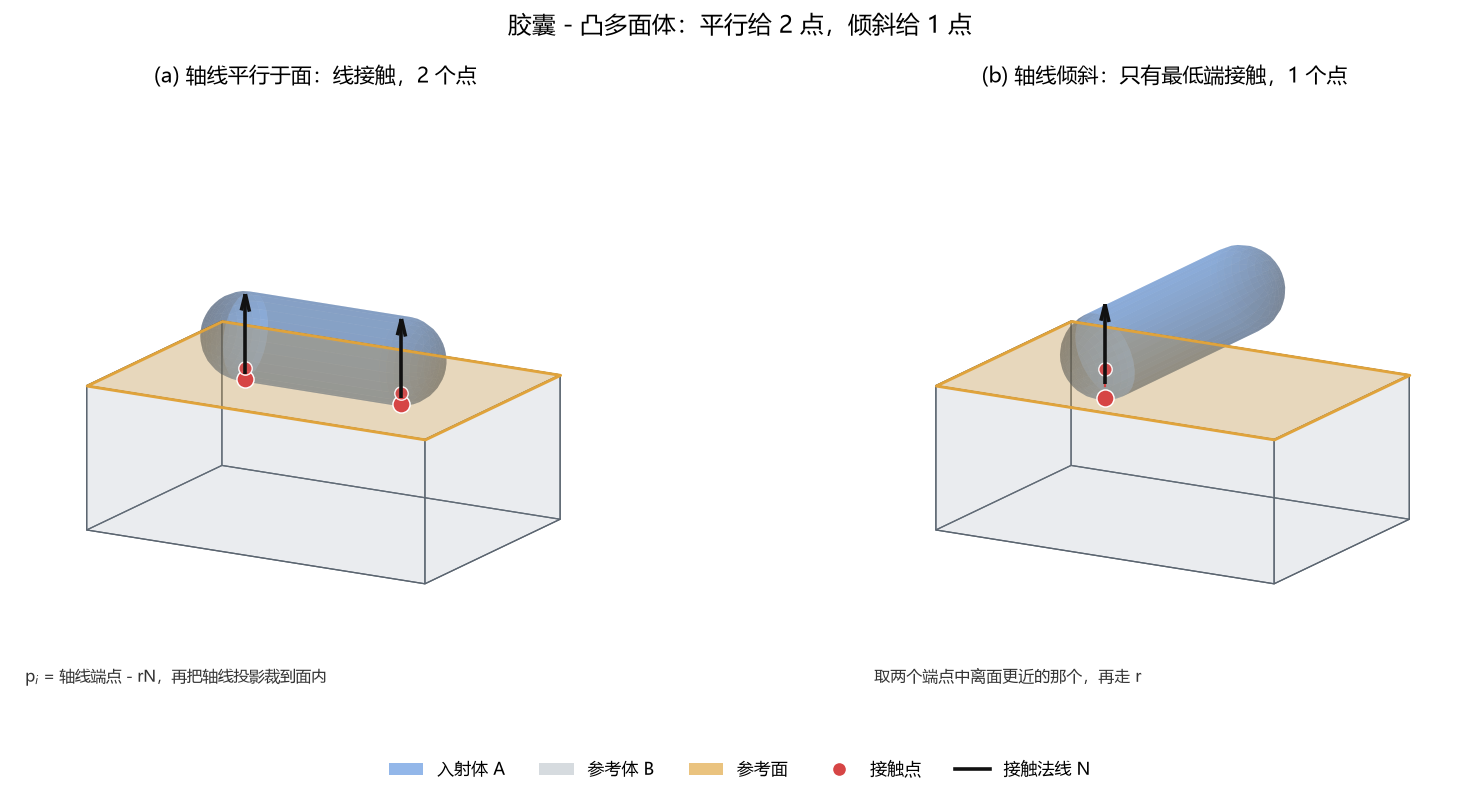 胶囊 - 凸多面体：平行给 2 点，倾斜给 1 点
(a) 轴线平行于面：线接触，2 个点
(b) 轴线倾斜：只有最低端接触，1 个点
pᵢ = 轴线端点 - rN，再把轴线投影裁到面内
取两个端点中离面更近的那个，再走 r
入射体 A
参考体 B
参考面
接触点
接触法线 N